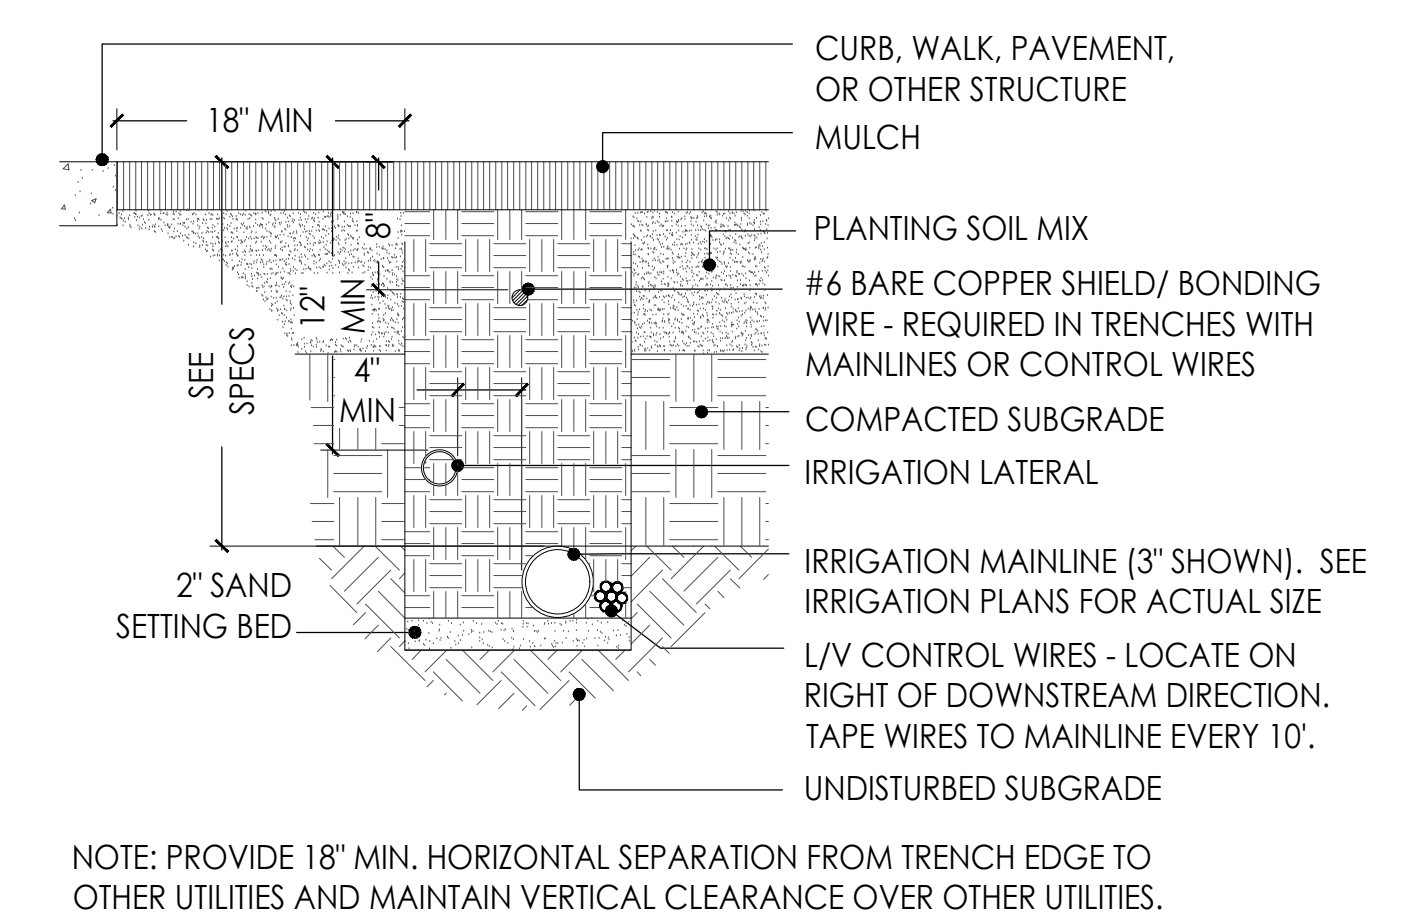 CURB, WALK, PAVEMENT,
OR OTHER STRUCTURE
18" MIN
MULCH
8"
PLANTING SOIL MIX
12"
MIN
#6 BARE COPPER SHIELD/ BONDING
WIRE - REQUIRED IN TRENCHES WITH
MAINLINES OR CONTROL WIRES
SEE
SPECS
4"
MIN
COMPACTED SUBGRADE
IRRIGATION LATERAL
IRRIGATION MAINLINE (3" SHOWN). SEE
IRRIGATION PLANS FOR ACTUAL SIZE
2" SAND
SETTING BED
L/V CONTROL WIRES - LOCATE ON
RIGHT OF DOWNSTREAM DIRECTION.
TAPE WIRES TO MAINLINE EVERY 10'.
UNDISTURBED SUBGRADE
NOTE: PROVIDE 18" MIN. HORIZONTAL SEPARATION FROM TRENCH EDGE TO
OTHER UTILITIES AND MAINTAIN VERTICAL CLEARANCE OVER OTHER UTILITIES.